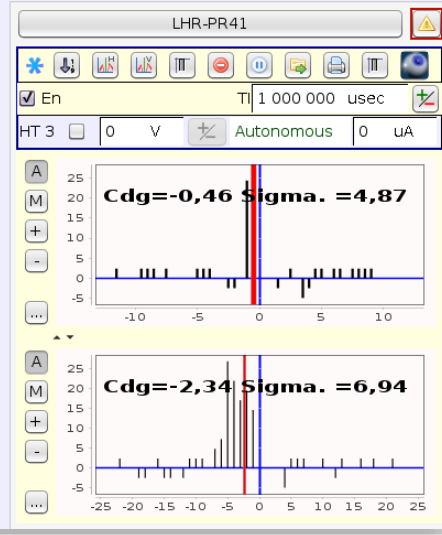 LHR-PR41
En
TI 1 000 000 usec
HT 3 0 V Autonomous 0 uA
A
M
+
-
...
Cdg=-0,46 Sigma. =4,87
25
20
15
10
5
0
-5
-10 -5 0 5 10
A
M
+
-
...
Cdg=-2,34 Sigma. =6,94
25
20
15
10
5
0
-5
-25 -20 -15 -10 -5 0 5 10 15 20 25